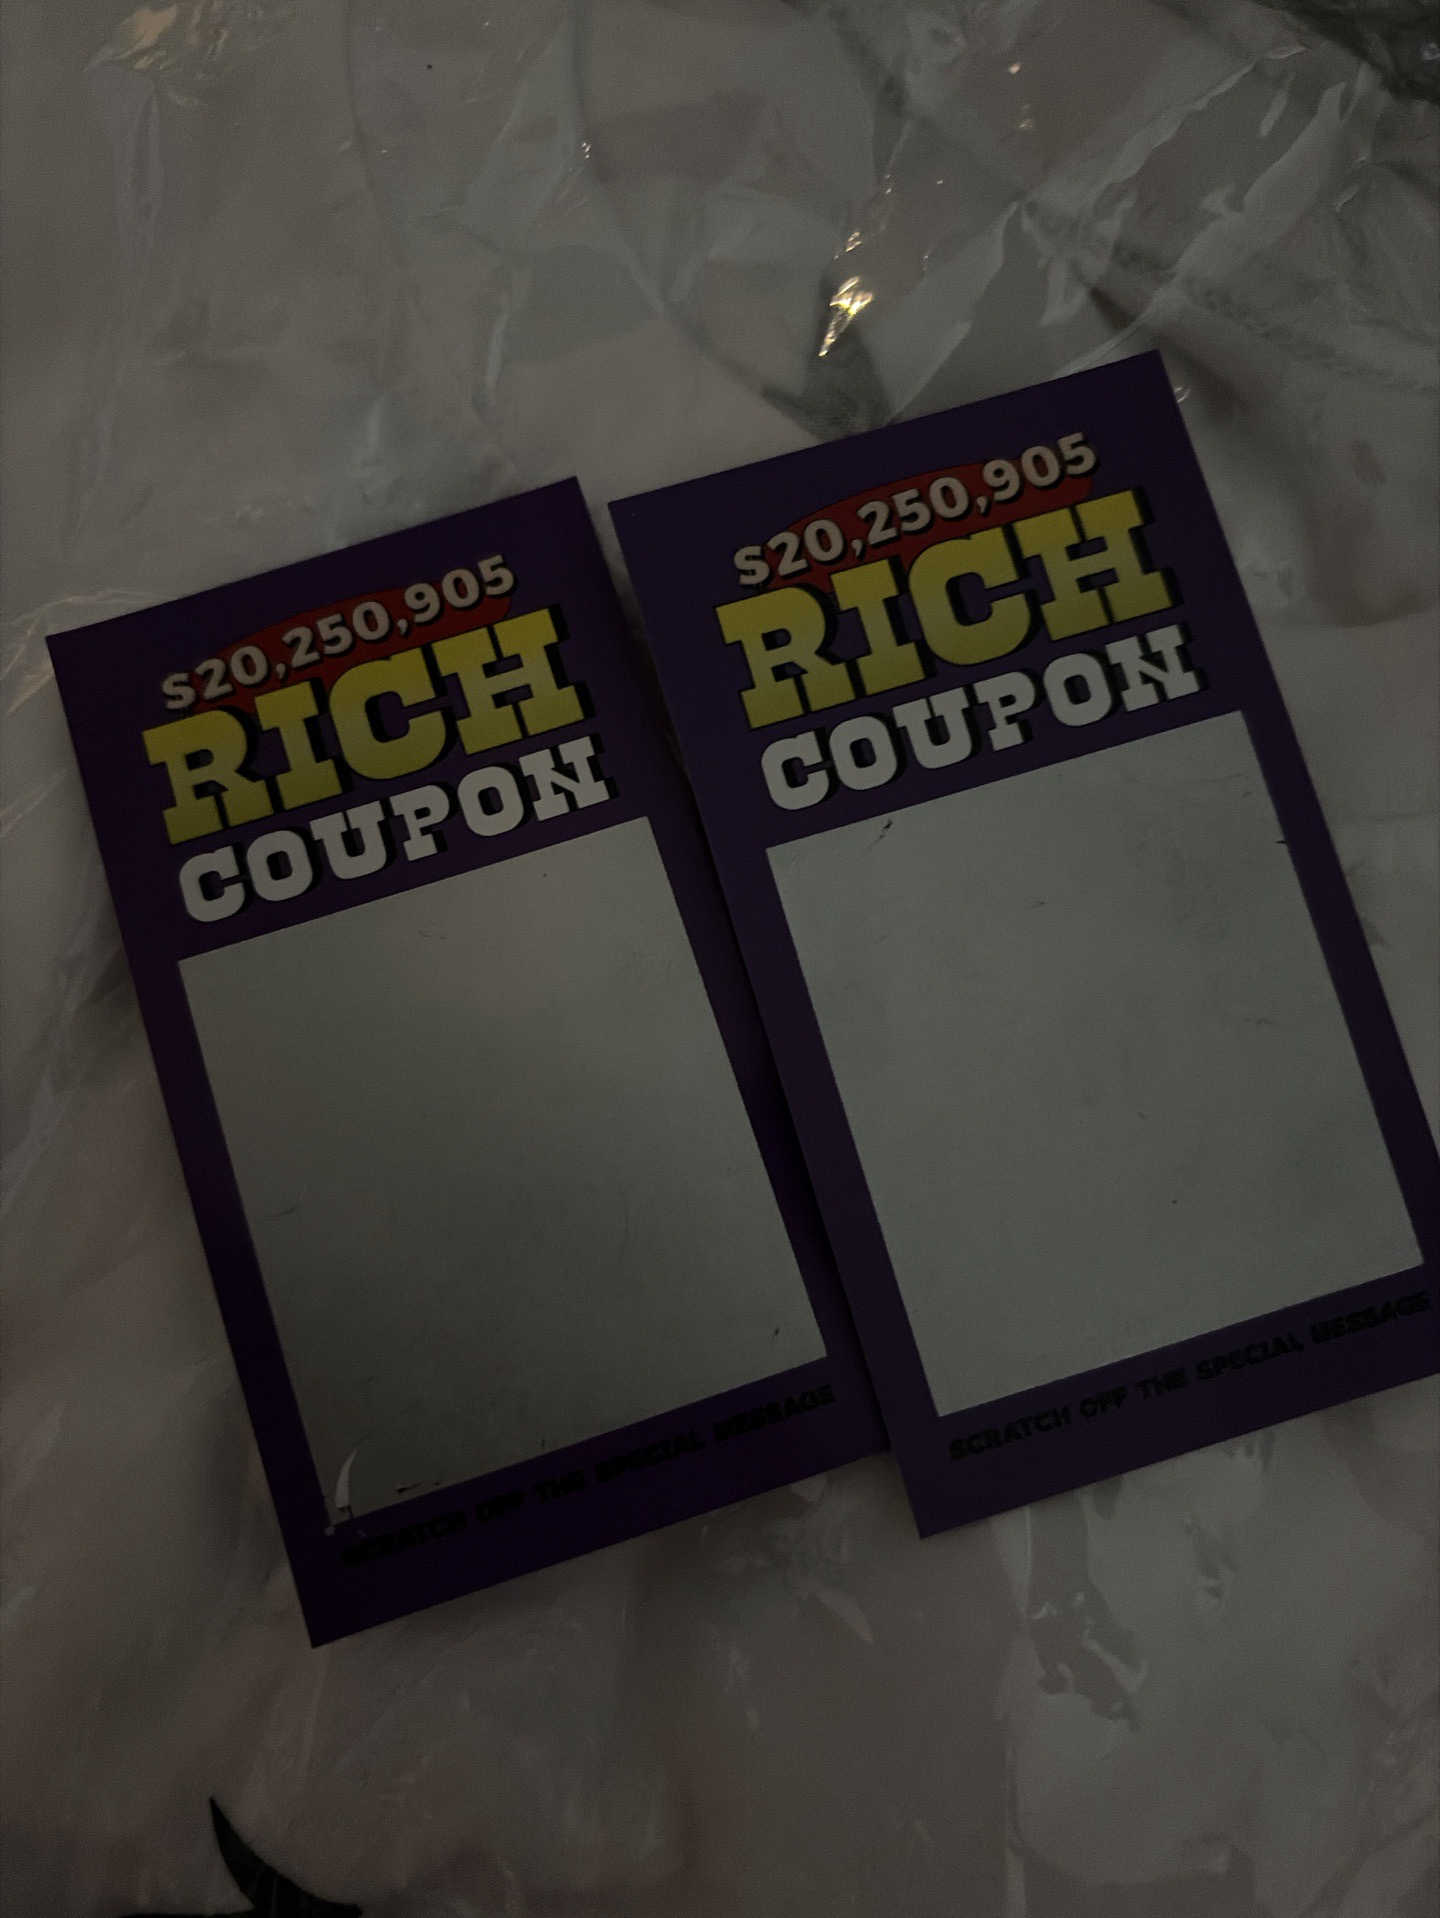 $20,250,905
RICH
COUPON
SCRATCH OFF THE SPECIAL MESSAGE
$20,250,905
RICH
COUPON
SCRATCH OFF THE SPECIAL MESSAGE